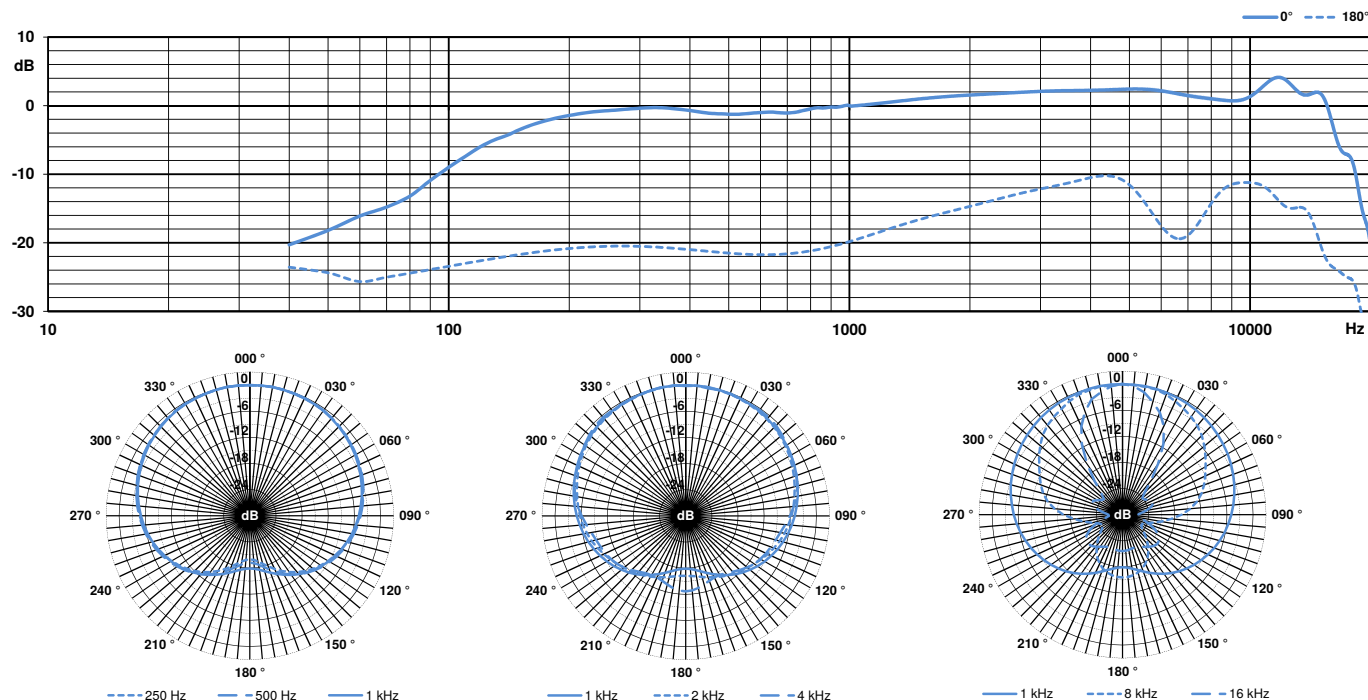 0° 180°
10
dB
0
-10
-20
-30
10 100 1000 10000 Hz
000 °
330 ° 0 030 °
-6
300 ° -12 060 °
-18
-24
270 ° dB 090 °
240 ° 120 °
210 ° 150 °
180 °
250 Hz 500 Hz 1 kHz
000 °
330 ° 0 030 °
-6
300 ° -12 060 °
-18
-24
270 ° dB 090 °
240 ° 120 °
210 ° 150 °
180 °
1 kHz 2 kHz 4 kHz
000 °
330 ° 0 030 °
-6
300 ° -12 060 °
-18
-24
270 ° dB 090 °
240 ° 120 °
210 ° 150 °
180 °
1 kHz 8 kHz 16 kHz